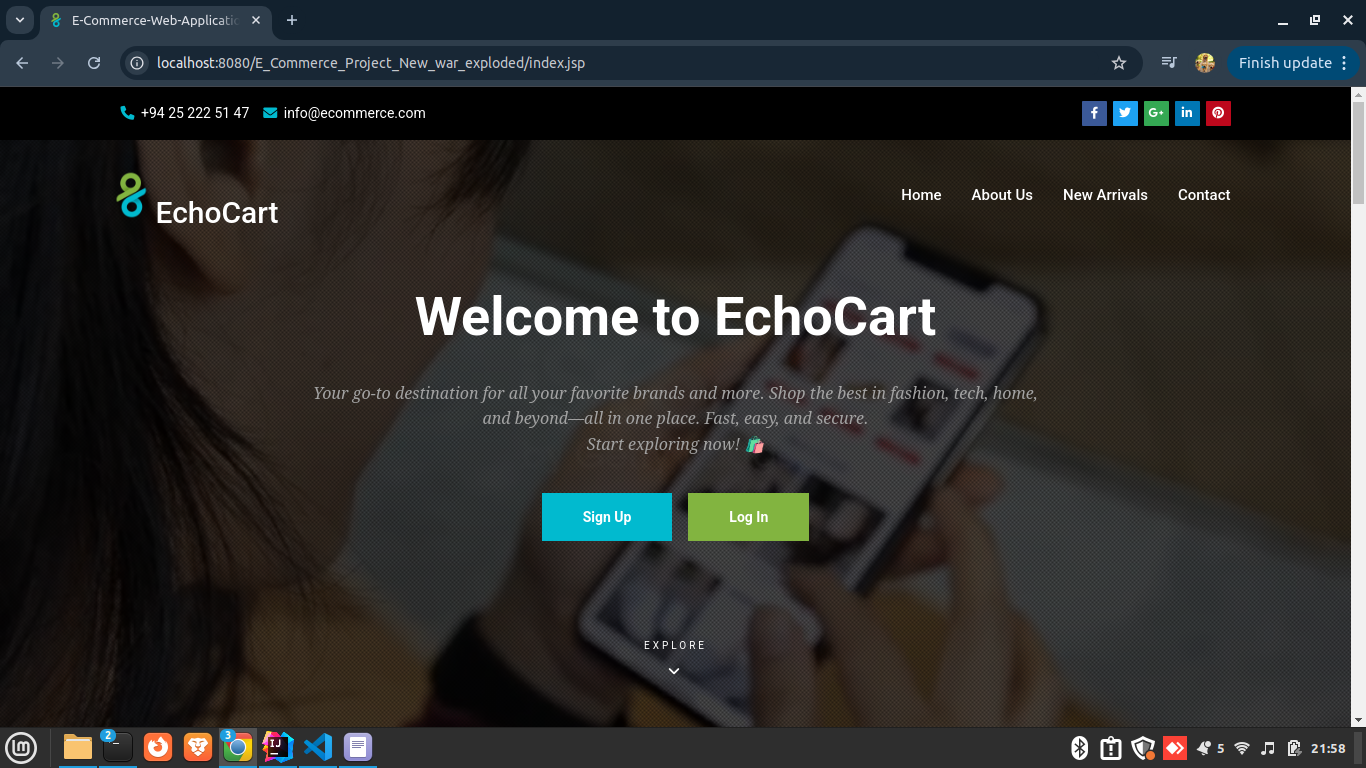 E-Commerce-Web-Applicatio
localhost:8080/E_Commerce_Project_New_war_exploded/index.jsp
Finish update
+94 25 222 51 47 info@ecommerce.com
EchoCart
Home About Us New Arrivals Contact
Welcome to EchoCart
Your go-to destination for all your favorite brands and more. Shop the best in fashion, tech, home,
and beyond—all in one place. Fast, easy, and secure.
Start exploring now! 🛍️
Sign Up Log In
EXPLORE
2 3 IJ 5 21:58